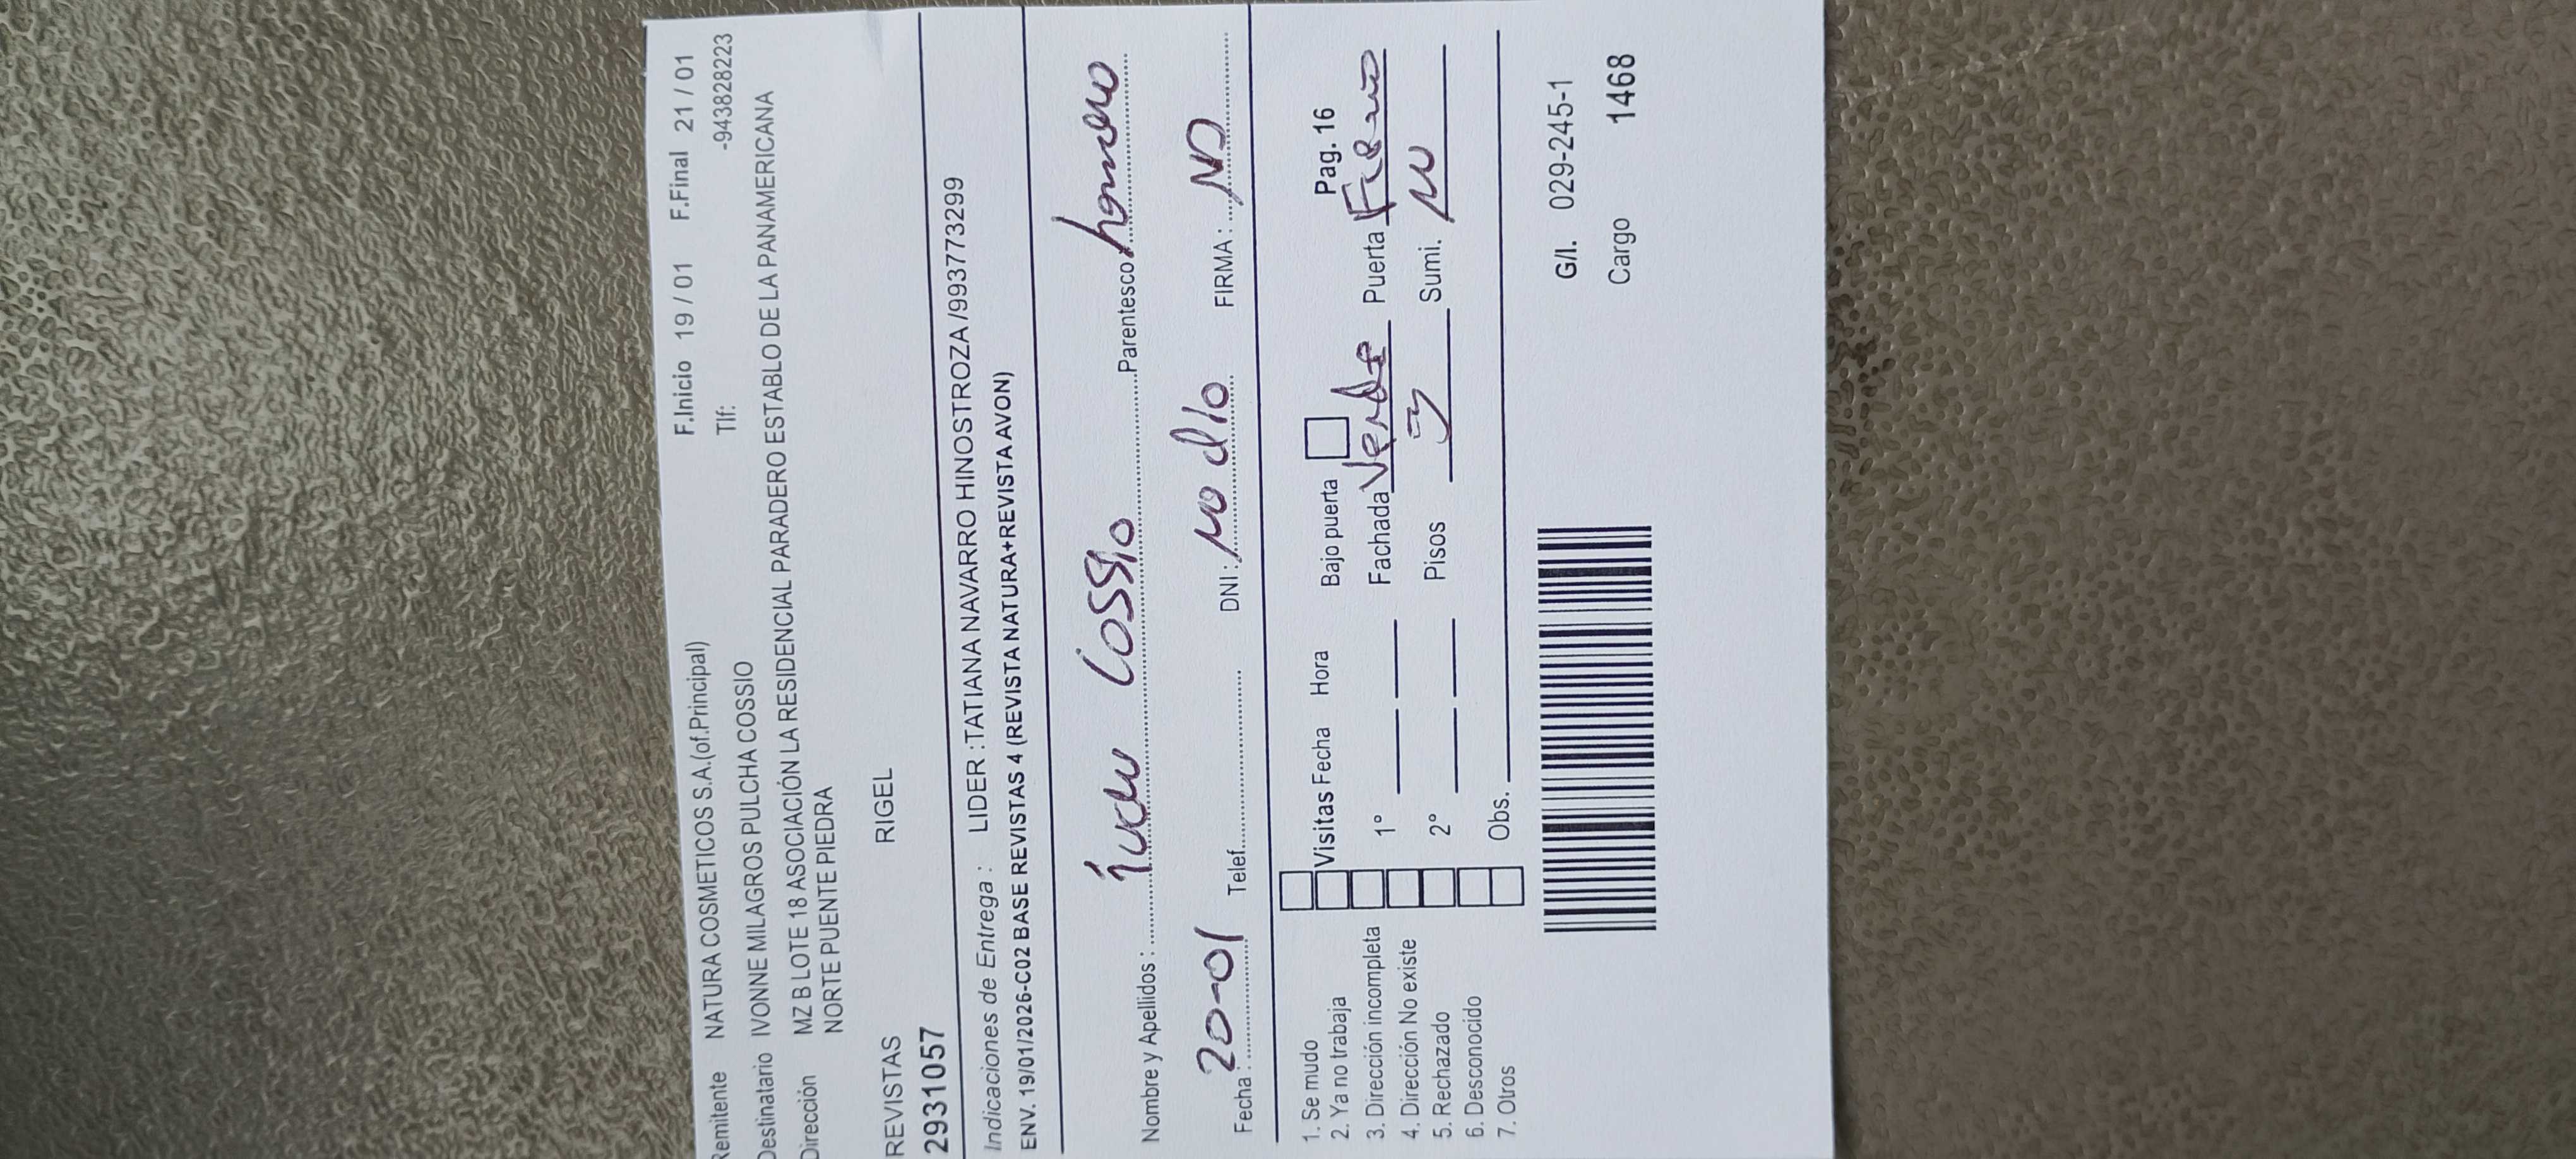 Remitente NATURA COSMETICOS S.A.(of.Principal) F.Inicio 19 / 01 F.Final 21 / 01
Destinatario IVONNE MILAGROS PULCHA COSSIO Tlf: -943828223
Dirección MZ B LOTE 18 ASOCIACIÓN LA RESIDENCIAL PARADERO ESTABLO DE LA PANAMERICANA
NORTE PUENTE PIEDRA
REVISTAS RIGEL
2931057
Indicaciones de Entrega : LIDER :TATIANA NAVARRO HINOSTROZA /993773299
ENV. 19/01/2026-C02 BASE REVISTAS 4 (REVISTA NATURA+REVISTA AVON)
Nombre y Apellidos : Cossio Parentesco
Fecha : 20-01 Telef. DNI: no dio FIRMA : ND
1. Se mudo
2. Ya no trabaja Visitas Fecha Hora Bajo puerta Pag. 16
3. Dirección incompleta 1° Fachada Verde Puerta Fierro
4. Dirección No existe
5. Rechazado 2° Pisos Sumi.
6. Desconocido
7. Otros Obs.
G/I. 029-245-1
Cargo 1468